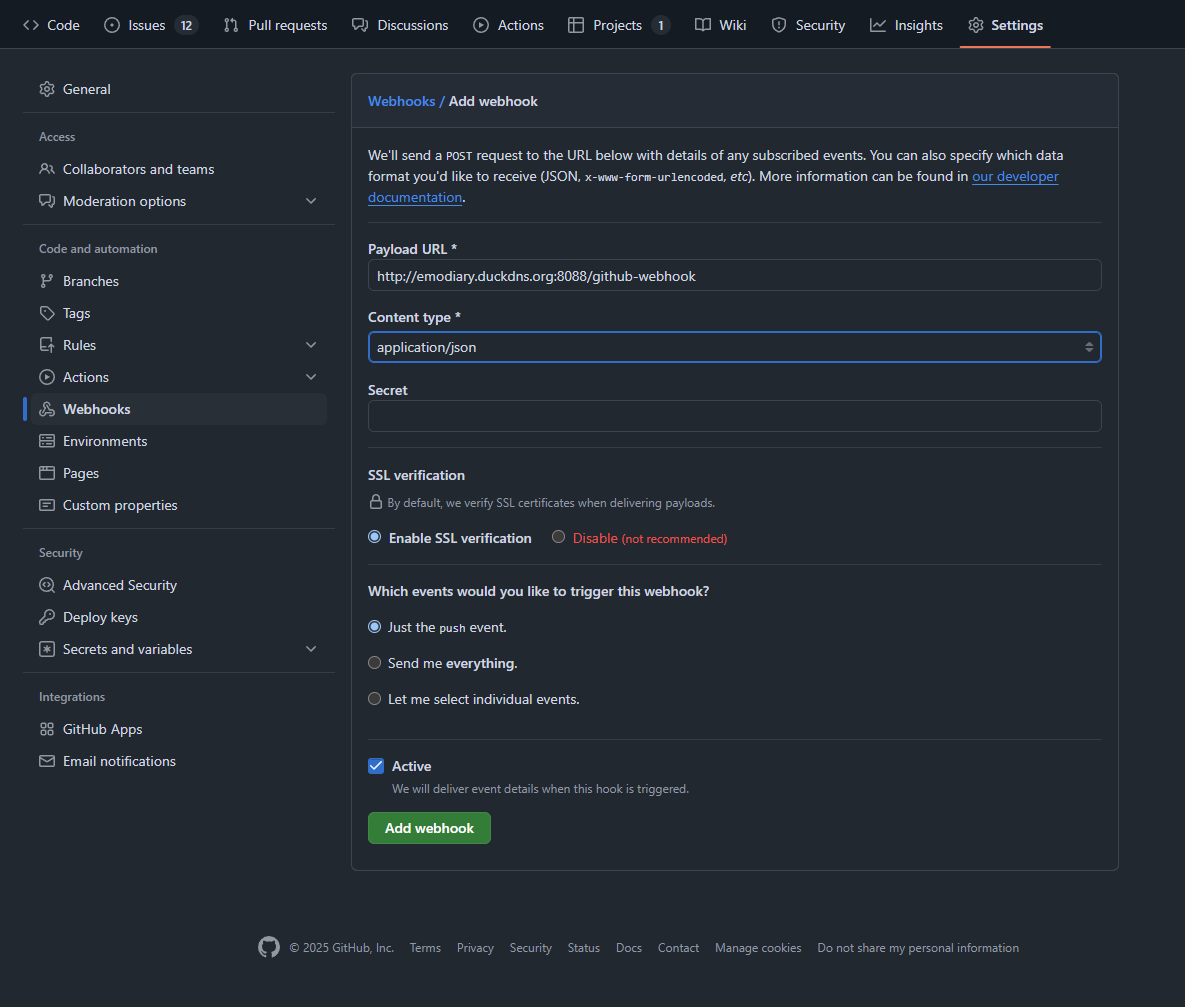 Code Issues 12 Pull requests Discussions Actions Projects 1 Wiki Security Insights Settings
General
Access
Collaborators and teams
Moderation options
Code and automation
Branches
Tags
Rules
Actions
Webhooks
Environments
Pages
Custom properties
Security
Advanced Security
Deploy keys
Secrets and variables
Integrations
GitHub Apps
Email notifications
Webhooks / Add webhook
We'll send a POST request to the URL below with details of any subscribed events. You can also specify which data
format you'd like to receive (JSON, x-www-form-urlencoded, etc). More information can be found in our developer
documentation.
Payload URL *
http://emodiary.duckdns.org:8088/github-webhook
Content type *
application/json
Secret
SSL verification
By default, we verify SSL certificates when delivering payloads.
Enable SSL verification Disable (not recommended)
Which events would you like to trigger this webhook?
Just the push event.
Send me everything.
Let me select individual events.
Active
We will deliver event details when this hook is triggered.
Add webhook
© 2025 GitHub, Inc. Terms Privacy Security Status Docs Contact Manage cookies Do not share my personal information